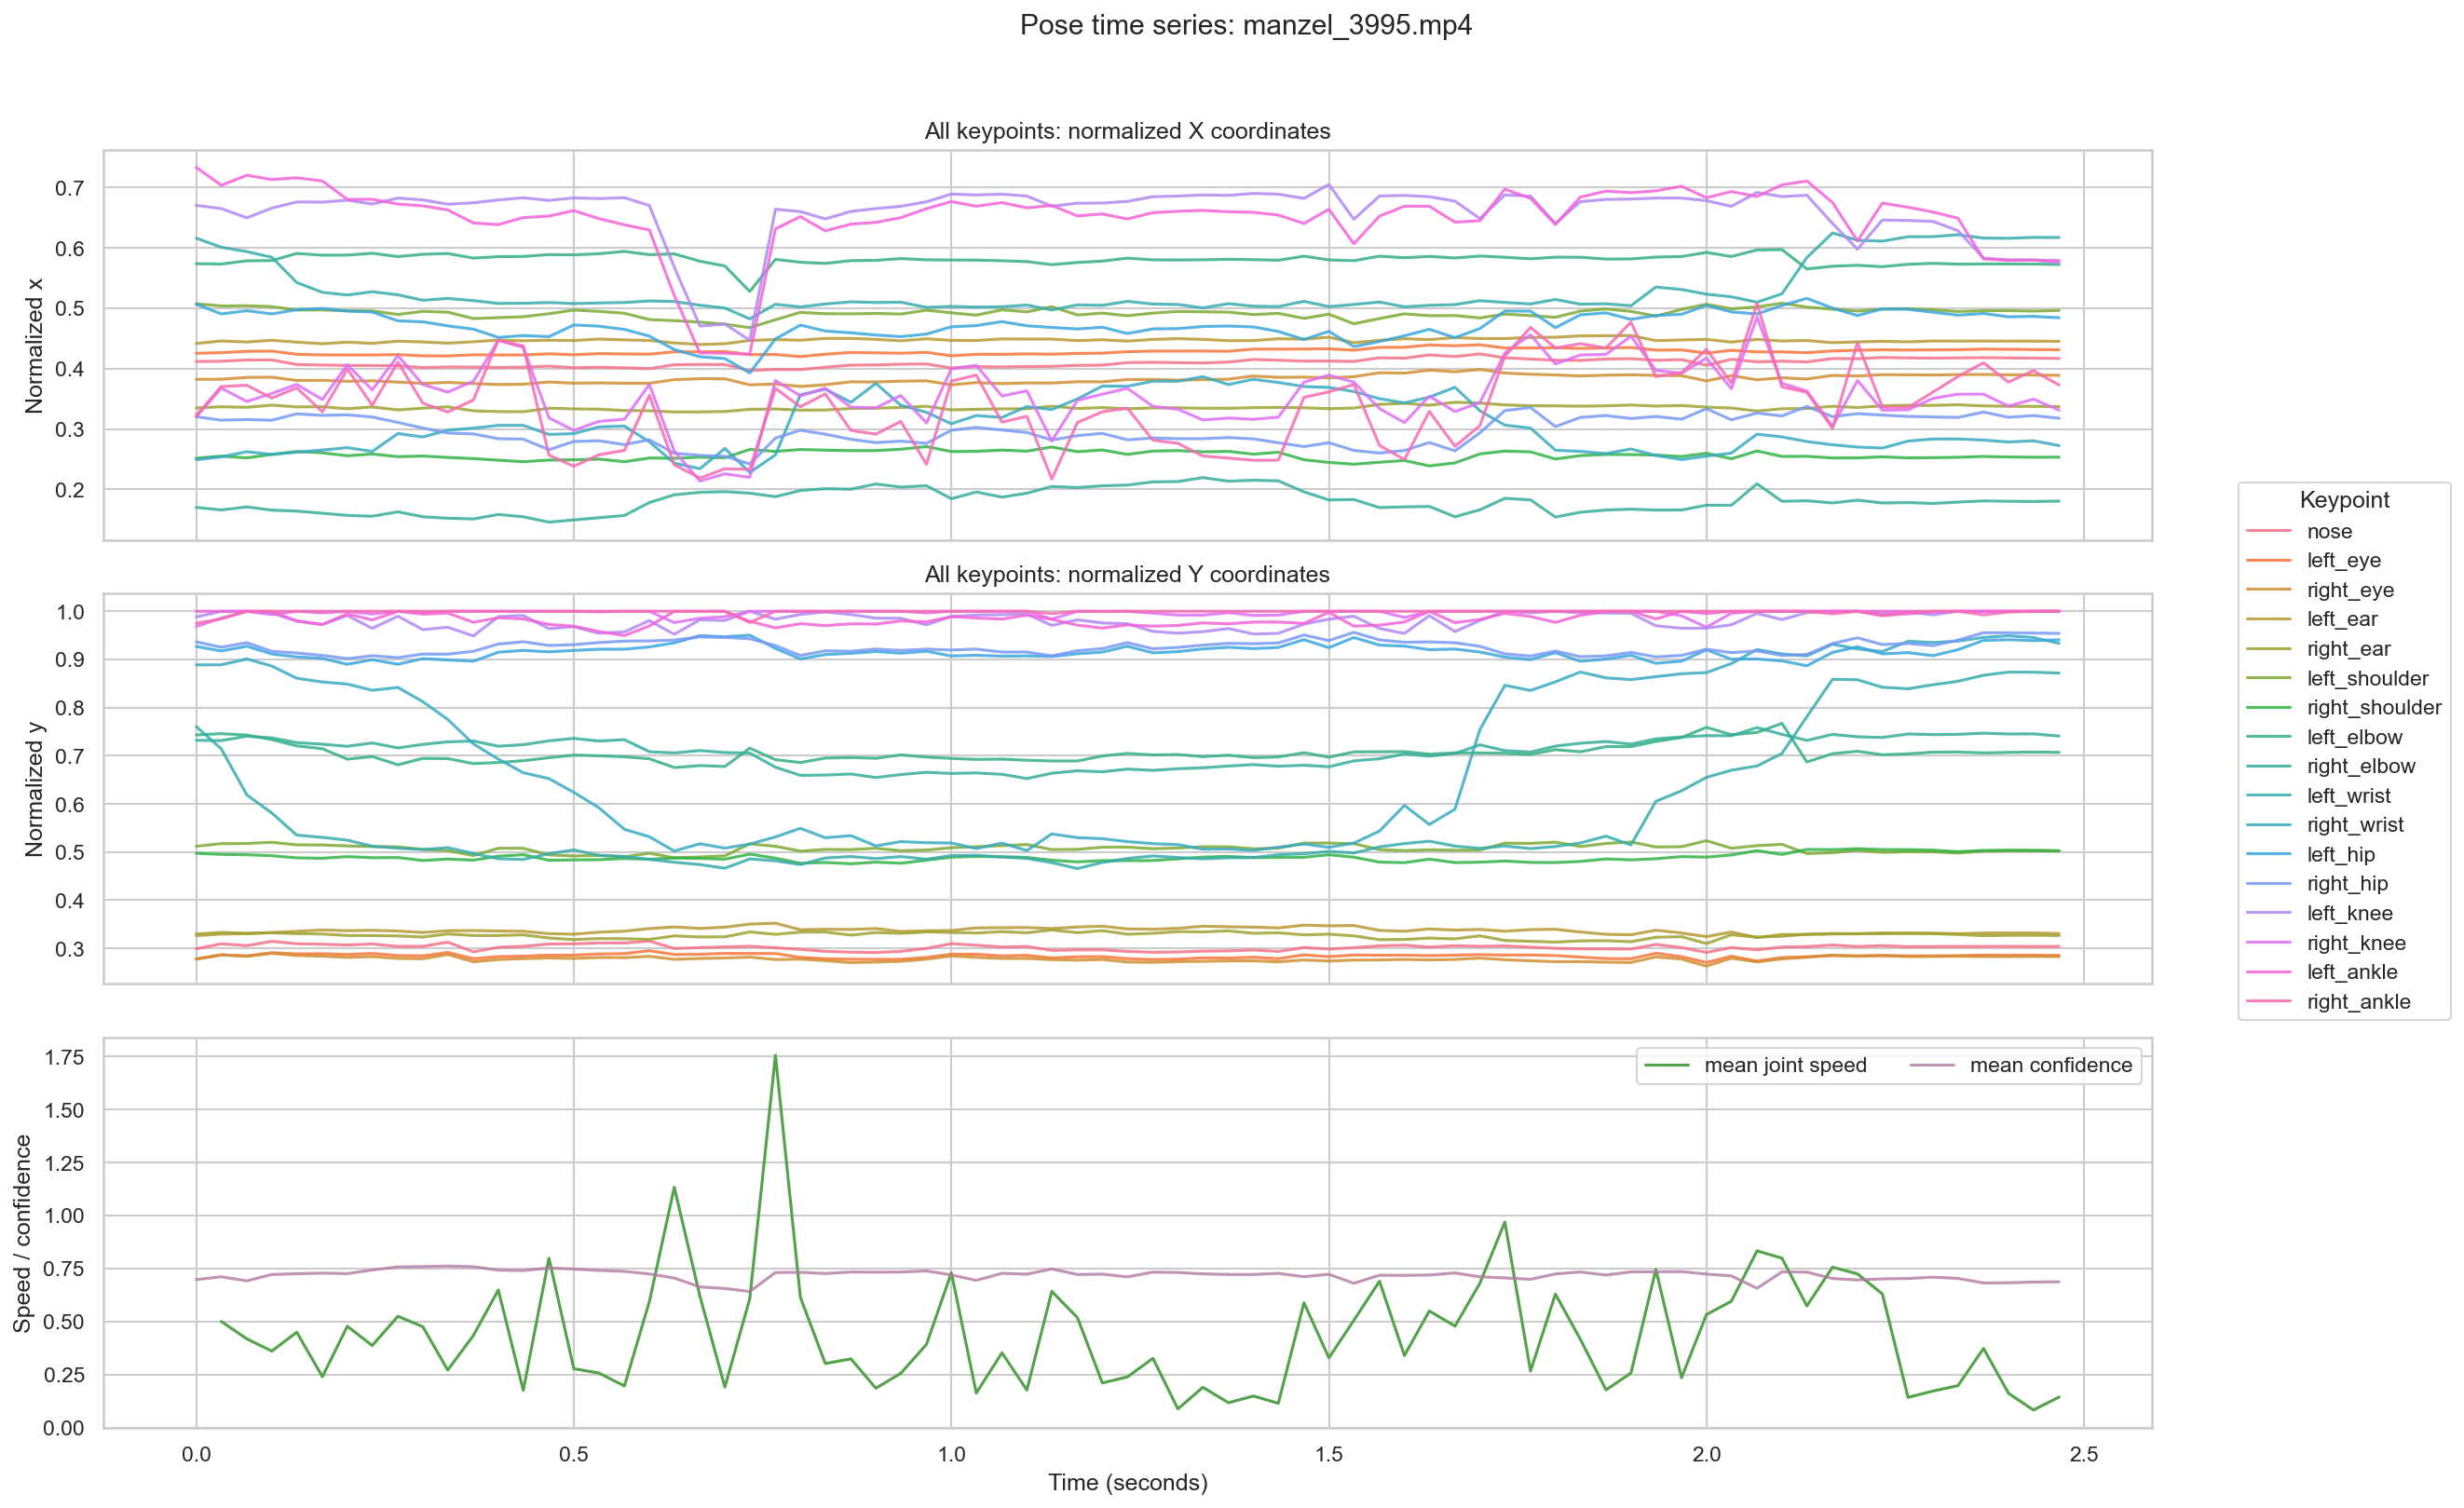 Pose time series: manzel_3995.mp4
All keypoints: normalized X coordinates
0.7
0.6
0.5
0.4
0.3
0.2
Normalized x
All keypoints: normalized Y coordinates
1.0
0.9
0.8
0.7
0.6
0.5
0.4
0.3
Normalized y
Keypoint
nose
left_eye
right_eye
left_ear
right_ear
left_shoulder
right_shoulder
left_elbow
right_elbow
left_wrist
right_wrist
left_hip
right_hip
left_knee
right_knee
left_ankle
right_ankle
mean joint speed mean confidence
1.75
1.50
1.25
1.00
0.75
0.50
0.25
0.00
Speed / confidence
0.0 0.5 1.0 1.5 2.0 2.5
Time (seconds)